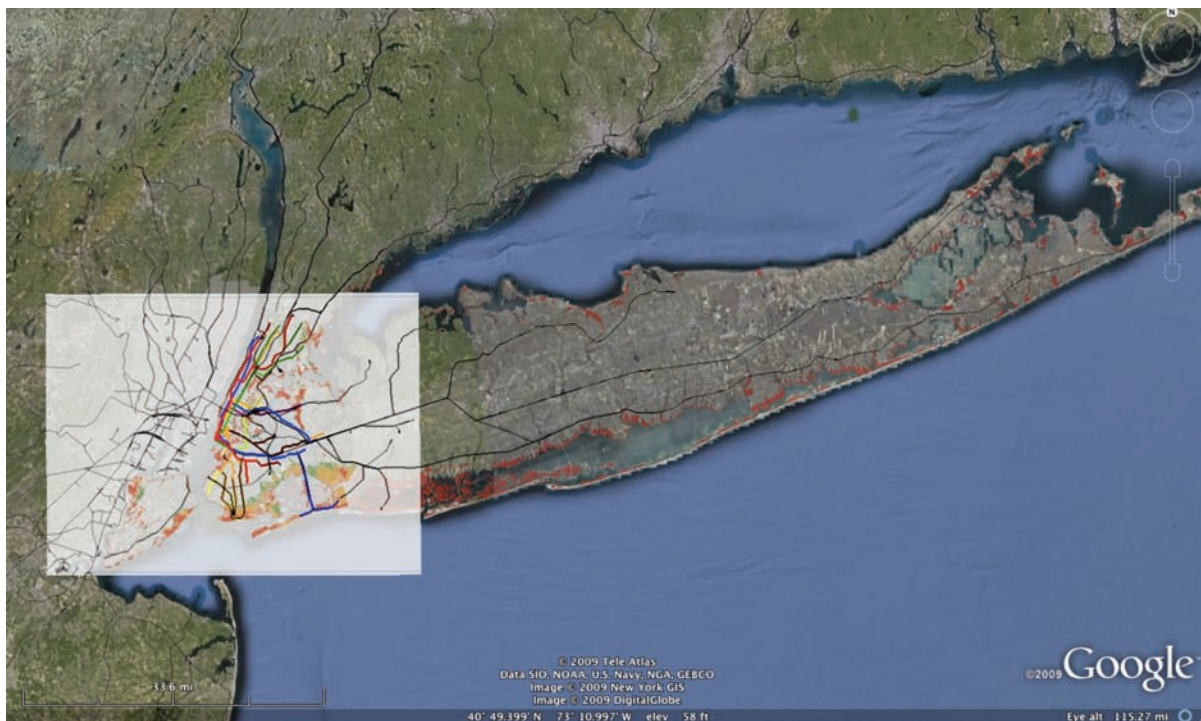 N
33.6 mi
© 2009 Tele Atlas
Data SIO, NOAA, U.S. Navy, NGA, GEBCO
Image © 2009 New York GIS
Image © 2009 DigitalGlobe
©2009 Google
40° 49.399' N 73° 10.997' W elev 58 ft
Eye alt 115.27 mi